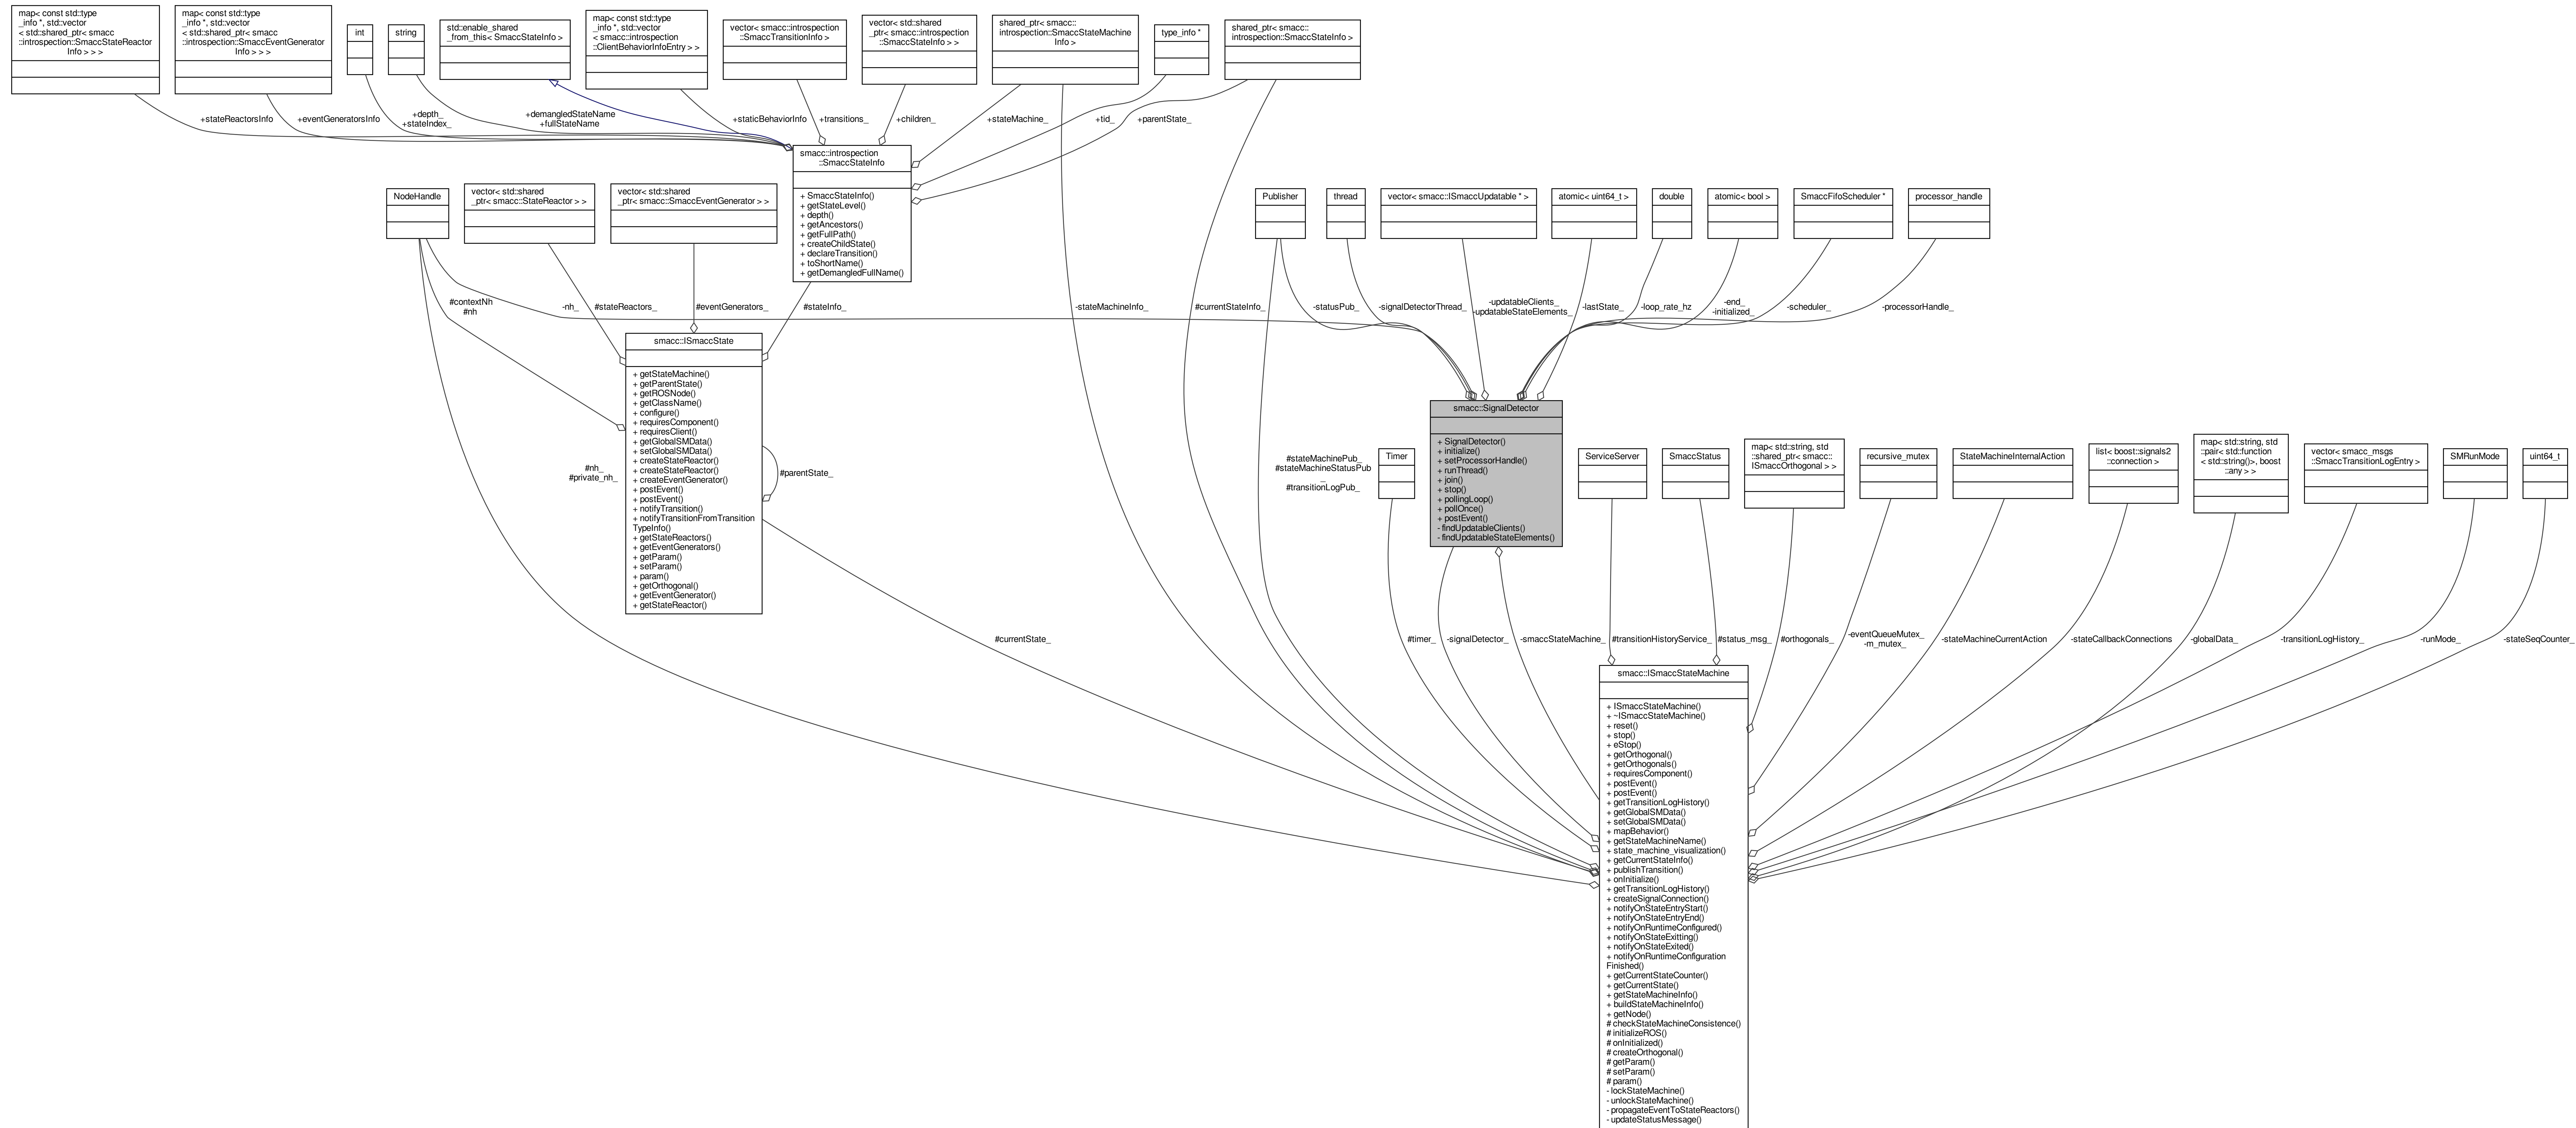 map< const std::type
_info *, std::vector
< std::shared_ptr< smacc
::introspection::SmaccStateReactor
Info > > >
map< const std::type
_info *, std::vector
< std::shared_ptr< smacc
::introspection::SmaccEventGenerator
Info > > >
int
string
std::enable_shared
_from_this< SmaccStateInfo >
map< const std::type
_info *, std::vector
< smacc::introspection
::ClientBehaviorInfoEntry > >
vector< smacc::introspection
::SmaccTransitionInfo >
vector< std::shared
_ptr< smacc::introspection
::SmaccStateInfo > >
shared_ptr< smacc::
introspection::SmaccStateMachine
Info >
type_info *
shared_ptr< smacc::
introspection::SmaccStateInfo >
+stateReactorsInfo
+eventGeneratorsInfo
+depth_
+stateIndex_
+demangledStateName
+fullStateName
+staticBehaviorInfo
+transitions_
+children_
+stateMachine_
+tid_
+parentState_
smacc::introspection
::SmaccStateInfo
+ SmaccStateInfo()
+ getStateLevel()
+ depth()
+ getAncestors()
+ getFullPath()
+ createChildState()
+ declareTransition()
+ toShortName()
+ getDemangledFullName()
NodeHandle
vector< std::shared
_ptr< smacc::StateReactor > >
vector< std::shared
_ptr< smacc::SmaccEventGenerator > >
Publisher
thread
vector< smacc::ISmaccUpdatable * >
atomic< uint64_t >
double
atomic< bool >
SmaccFifoScheduler *
processor_handle
#contextNh
#nh
-nh_
#stateReactors_
#eventGenerators_
#stateInfo_
-stateMachineInfo_
#currentStateInfo_
-statusPub_
-signalDetectorThread_
-updatableClients_
-updatableStateElements_
-lastState_
-loop_rate_hz
-end_
-initialized_
-scheduler_
-processorHandle_
smacc::ISmaccState
+ getStateMachine()
+ getParentState()
+ getROSNode()
+ getClassName()
+ configure()
+ requiresComponent()
+ requiresClient()
+ getGlobalSMData()
+ setGlobalSMData()
+ createStateReactor()
+ createStateReactor()
+ createEventGenerator()
+ postEvent()
+ postEvent()
+ notifyTransition()
+ notifyTransitionFromTransition
TypeInfo()
+ getStateReactors()
+ getEventGenerators()
+ getParam()
+ setParam()
+ param()
+ getOrthogonal()
+ getEventGenerator()
+ getStateReactor()
#nh_
#private_nh_
#parentState_
smacc::SignalDetector
+ SignalDetector()
+ initialize()
+ setProcessorHandle()
+ runThread()
+ join()
+ stop()
+ pollingLoop()
+ pollOnce()
+ postEvent()
- findUpdatableClients()
- findUpdatableStateElements()
#stateMachinePub_
#stateMachineStatusPub
_
#transitionLogPub_
Timer
ServiceServer
SmaccStatus
map< std::string, std
::shared_ptr< smacc::
ISmaccOrthogonal > >
recursive_mutex
StateMachineInternalAction
list< boost::signals2
::connection >
map< std::string, std
::pair< std::function
< std::string()>, boost
::any > >
vector< smacc_msgs
::SmaccTransitionLogEntry >
SMRunMode
uint64_t
#currentState_
#timer_
-signalDetector_
-smaccStateMachine_
#transitionHistoryService_
#status_msg_
#orthogonals_
-eventQueueMutex_
-m_mutex_
-stateMachineCurrentAction
-stateCallbackConnections
-globalData_
-transitionLogHistory_
-runMode_
-stateSeqCounter_
smacc::ISmaccStateMachine
+ ISmaccStateMachine()
+ ~ISmaccStateMachine()
+ reset()
+ stop()
+ eStop()
+ getOrthogonal()
+ getOrthogonals()
+ requiresComponent()
+ postEvent()
+ postEvent()
+ getTransitionLogHistory()
+ getGlobalSMData()
+ setGlobalSMData()
+ mapBehavior()
+ getStateMachineName()
+ state_machine_visualization()
+ getCurrentStateInfo()
+ publishTransition()
+ onInitialize()
+ getTransitionLogHistory()
+ createSignalConnection()
+ notifyOnStateEntryStart()
+ notifyOnStateEntryEnd()
+ notifyOnRuntimeConfigured()
+ notifyOnStateExitting()
+ notifyOnStateExited()
+ notifyOnRuntimeConfiguration
Finished()
+ getCurrentStateCounter()
+ getCurrentState()
+ getStateMachineInfo()
+ buildStateMachineInfo()
+ getNode()
# checkStateMachineConsistence()
# initializeROS()
# onInitialized()
# createOrthogonal()
# getParam()
# setParam()
# param()
- lockStateMachine()
- unlockStateMachine()
- propagateEventToStateReactors()
- updateStatusMessage()